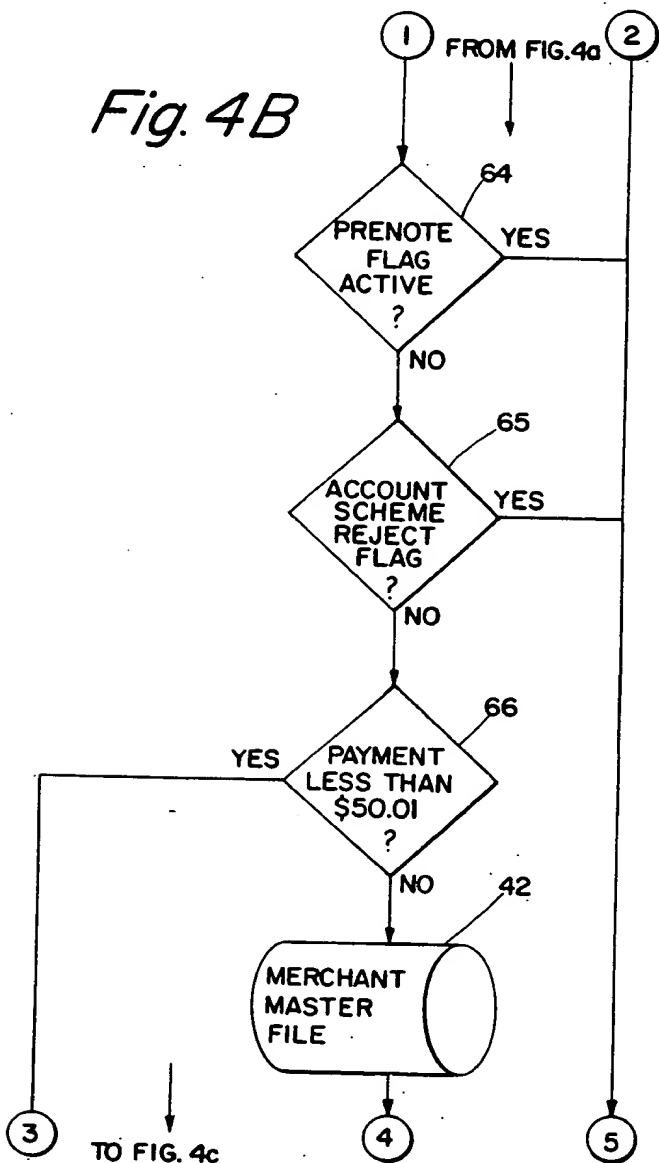 1
FROM FIG.4a
2
Fig. 4B
64
PRENOTE
FLAG
ACTIVE
?
YES
NO
65
ACCOUNT
SCHEME
REJECT
FLAG
?
YES
NO
66
YES
PAYMENT
LESS THAN
$50.01
?
NO
42
MERCHANT
MASTER
FILE
3
TO FIG. 4c
4
5